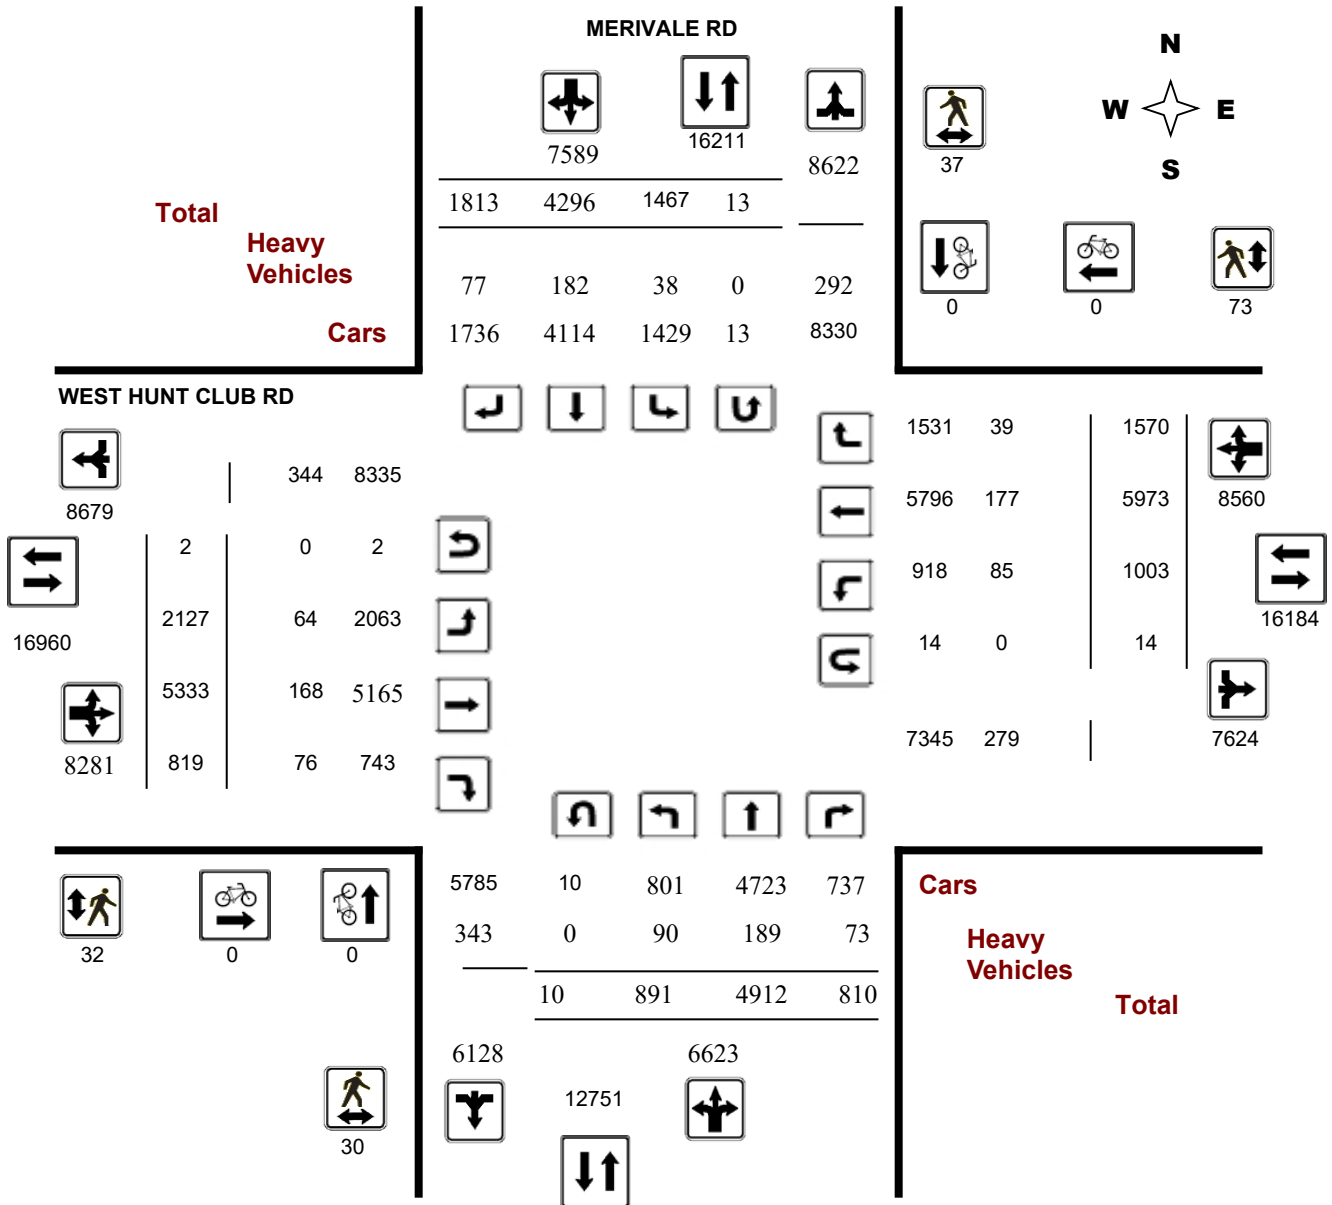 MERIVALE RD
N
W E
S
7589
16211
8622
37
1813 4296 1467 13
Total
Heavy
Vehicles
77 182 38 0 292
Cars
1736 4114 1429 13 8330
0 0 73
WEST HUNT CLUB RD
1531 39 1570
344 8335
8679
5796 177 5973 8560
2 0 2
918 85 1003
2127 64 2063
16184
16960
14 0 14
5333 168 5165
7345 279 7624
8281 819 76 743
5785 10 801 4723 737
Cars
343 0 90 189 73
Heavy
Vehicles
32 0 0
10 891 4912 810
Total
6128 6623
12751
30